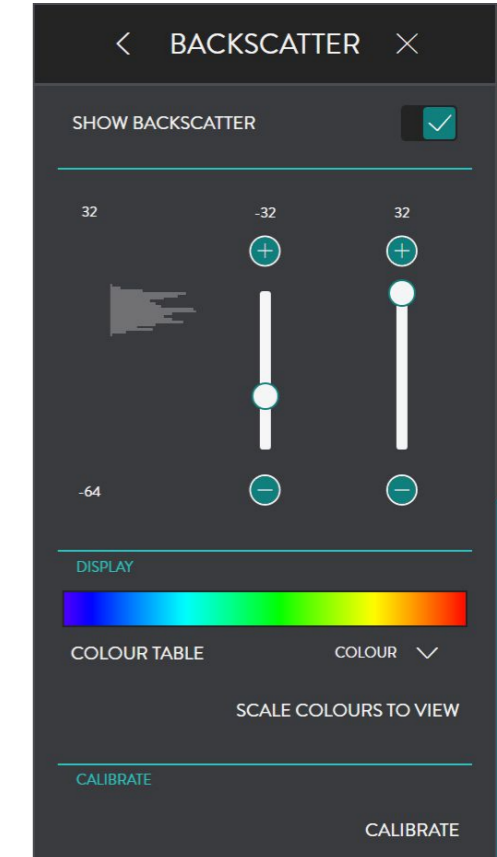 BACKSCATTER
SHOW BACKSCATTER
32 -32 32
-64
DISPLAY
COLOUR TABLE COLOUR
SCALE COLOURS TO VIEW
CALIBRATE
CALIBRATE